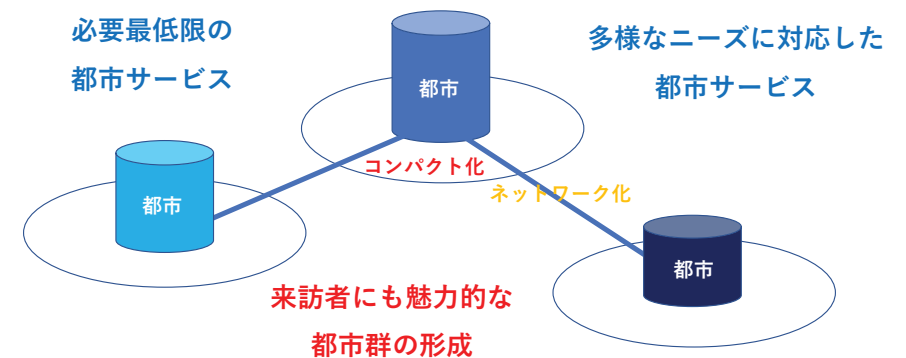 必要最低限の
都市サービス
多様なニーズに対応した
都市サービス
都市
コンパクト化
ネットワーク化
都市
都市
来訪者にも魅力的な
都市群の形成